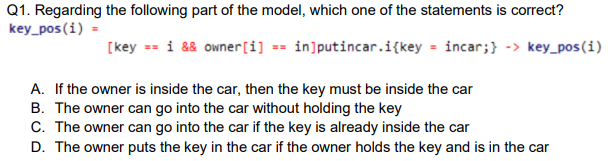 Q1. Regarding the following part of the model, which one of the statements is correct?
key_pos(i) =
[key == i && owner[i] == in]putincar.i{key = incar;} -> key_pos(i)
A. If the owner is inside the car, then the key must be inside the car
B. The owner can go into the car without holding the key
C. The owner can go into the car if the key is already inside the car
D. The owner puts the key in the car if the owner holds the key and is in the car